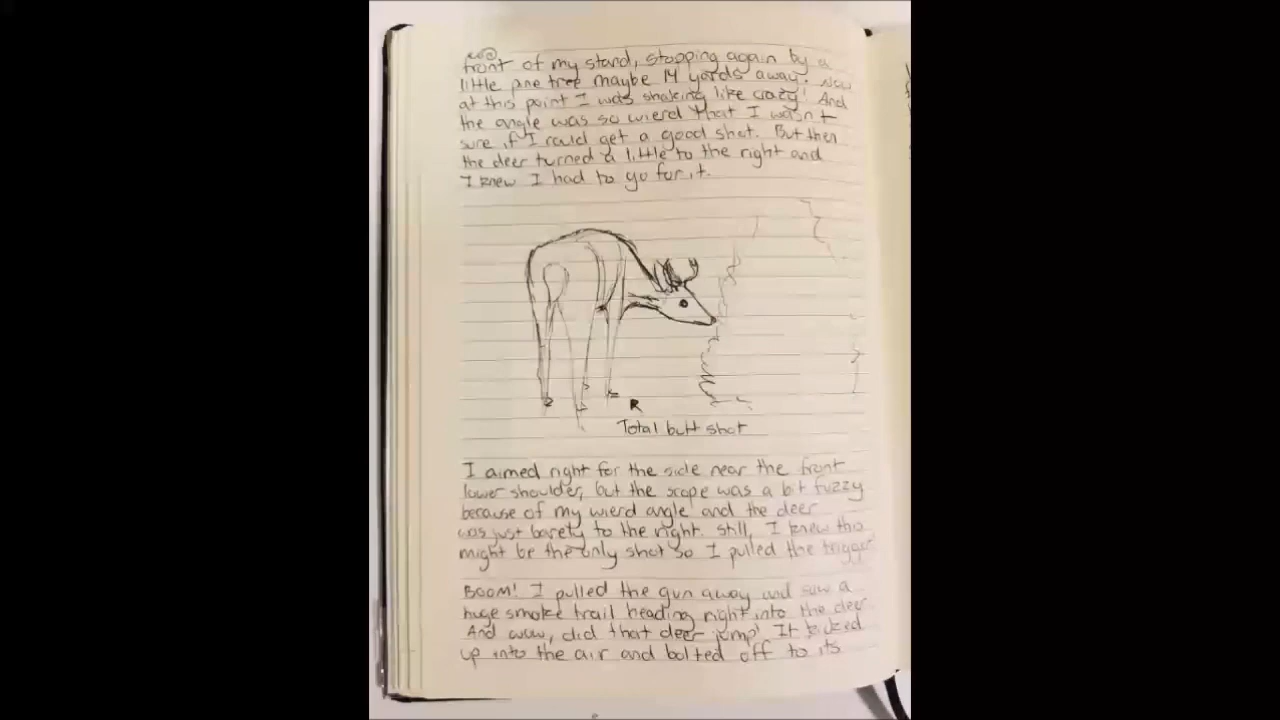 front of my stand, stopping again by a
little pine tree maybe 14 yards away. Now
at this point I was shaking like crazy! And
the angle was so wierd that I wasn't
sure if I could get a good shot. But then
the deer turned a little to the right and
I knew I had to go for it.
R
Total butt shot
I aimed right for the side near the front
lower shoulder, but the scope was a bit fuzzy
because of my wierd angle and the deer
was just barely to the right. Still, I knew this
might be the only shot so I pulled the trigger
BOOM! I pulled the gun away and saw a
huge smoke trail heading right into the deer.
And wow, did that deer jump! It kicked
up into the air and bolted off to its